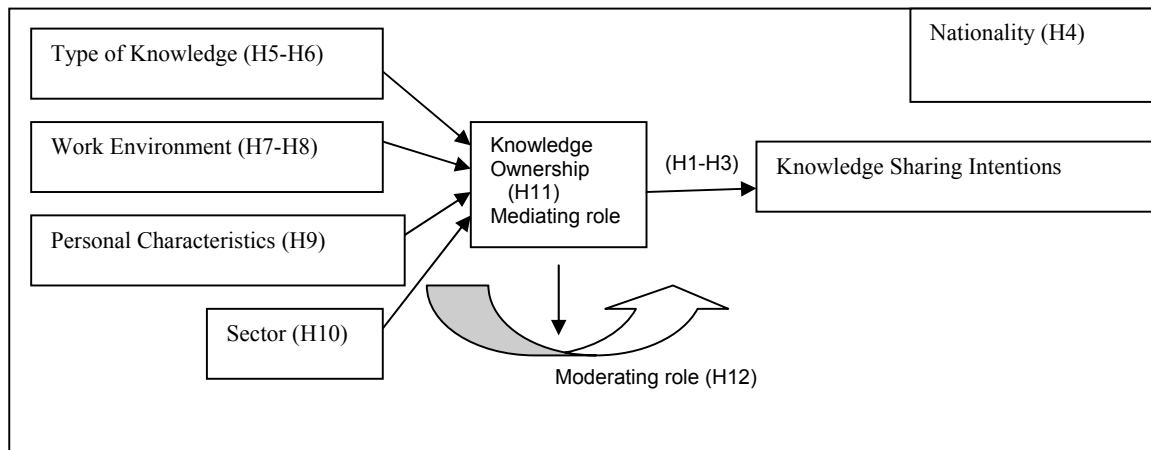 Type of Knowledge (H5-H6)
Nationality (H4)
Work Environment (H7-H8)
Knowledge
Ownership
(H11)
Mediating role
(H1-H3)
Knowledge Sharing Intentions
Personal Characteristics (H9)
Sector (H10)
Moderating role (H12)